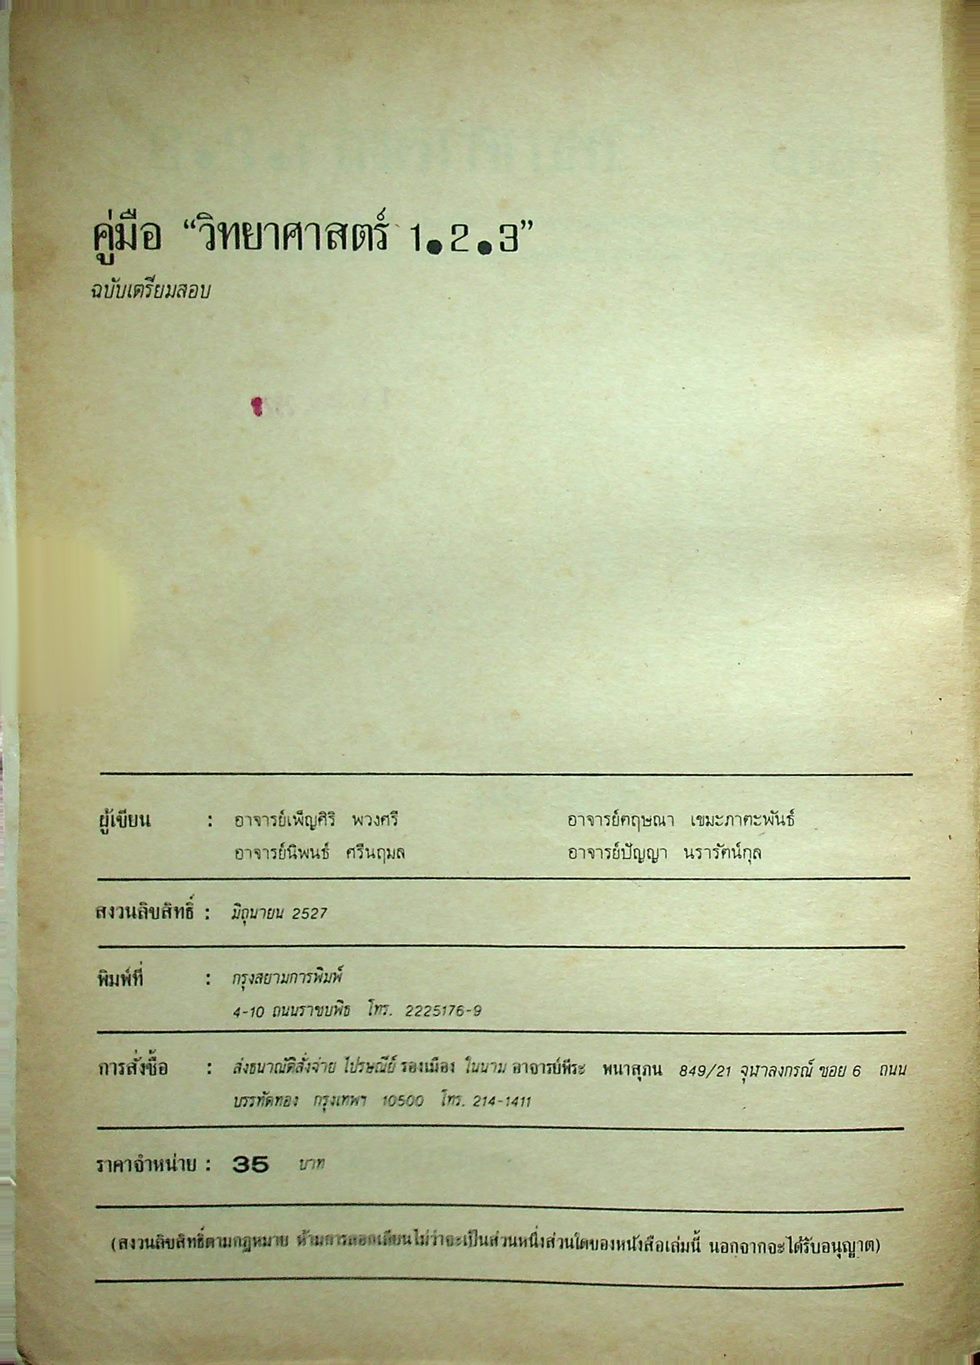 คู่มือ “วิทยาศาสตร์ 1.2.3”
ฉบับเตรียมสอบ
ผู้เขียน : อาจารย์เพ็ญศิริ พวงศรี อาจารย์กฤษณา เขมะภาตะพันธ์
อาจารย์นิพนธ์ ศรีนฤมล อาจารย์ปัญญา นรารัตน์กุล
สงวนลิขสิทธิ์ : มิถุนายน 2527
พิมพ์ที่ : กรุงสยามการพิมพ์
4-10 ถนนราชบพิธ โทร. 2225176-9
การสั่งซื้อ : ส่งธนาณัติสั่งจ่าย ไปรษณีย์ รองเมือง ในนาม อาจารย์พีระ พนาสุภน 849/21 จุฬาลงกรณ์ ซอย 6 ถนน
บรรทัดทอง กรุงเทพฯ 10500 โทร. 214-1411
ราคาจำหน่าย : 35 บาท
(สงวนลิขสิทธิ์ตามกฎหมาย ห้ามการลอกเลียนไม่ว่าจะเป็นส่วนหนึ่งส่วนใดของหนังสือเล่มนี้ นอกจากจะได้รับอนุญาต)